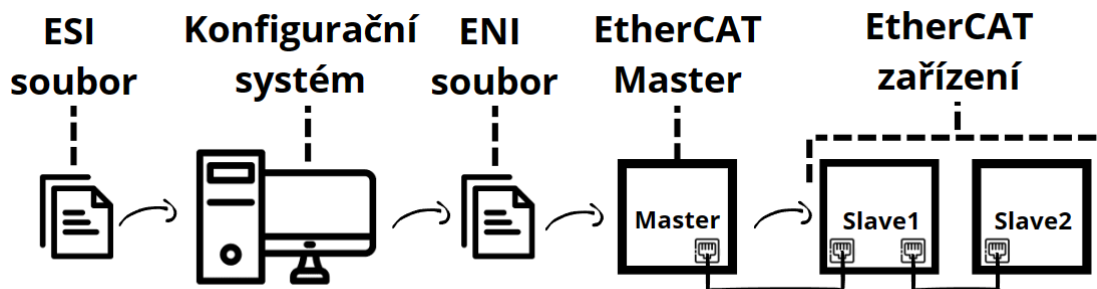 ESI
soubor
Konfigurační
systém
ENI
soubor
EtherCAT
Master
EtherCAT
zařízení
Master
Slave1
Slave2